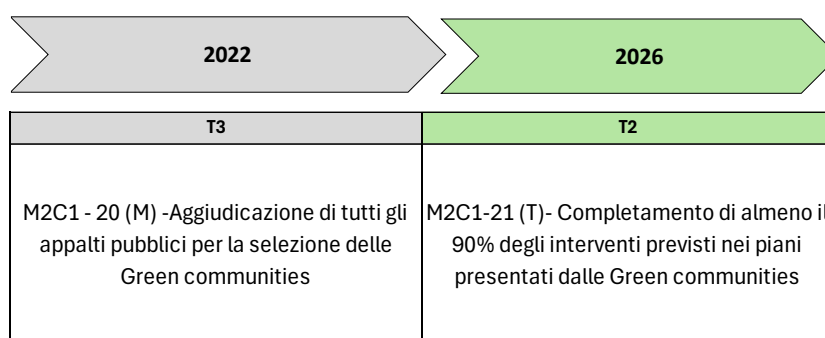 2022
2026
T3
T2
M2C1 - 20 (M) -Aggiudicazione di tutti gli
appalti pubblici per la selezione delle
Green communities
M2C1-21 (T)- Completamento di almeno il
90% degli interventi previsti nei piani
presentati dalle Green communities